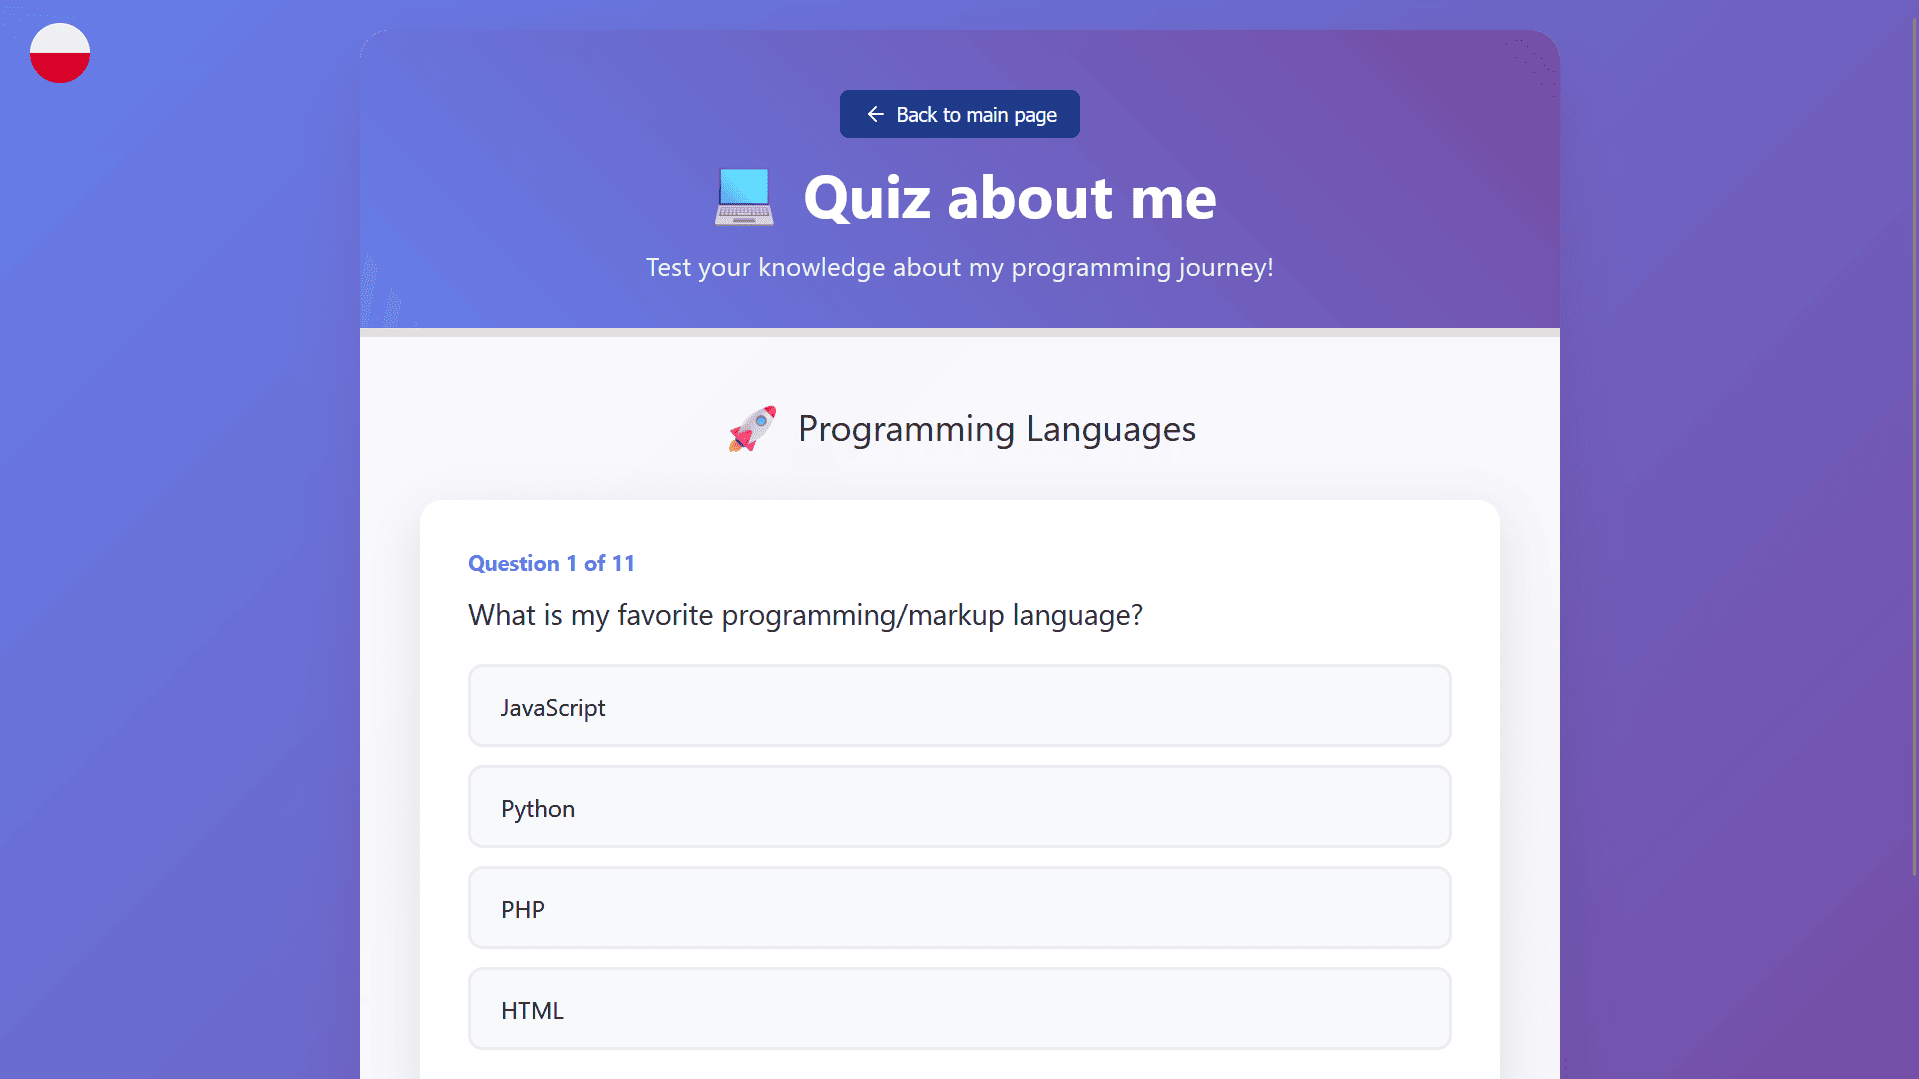 Back to main page
Quiz about me
Test your knowledge about my programming journey!
Programming Languages
Question 1 of 11
What is my favorite programming/markup language?
JavaScript
Python
PHP
HTML